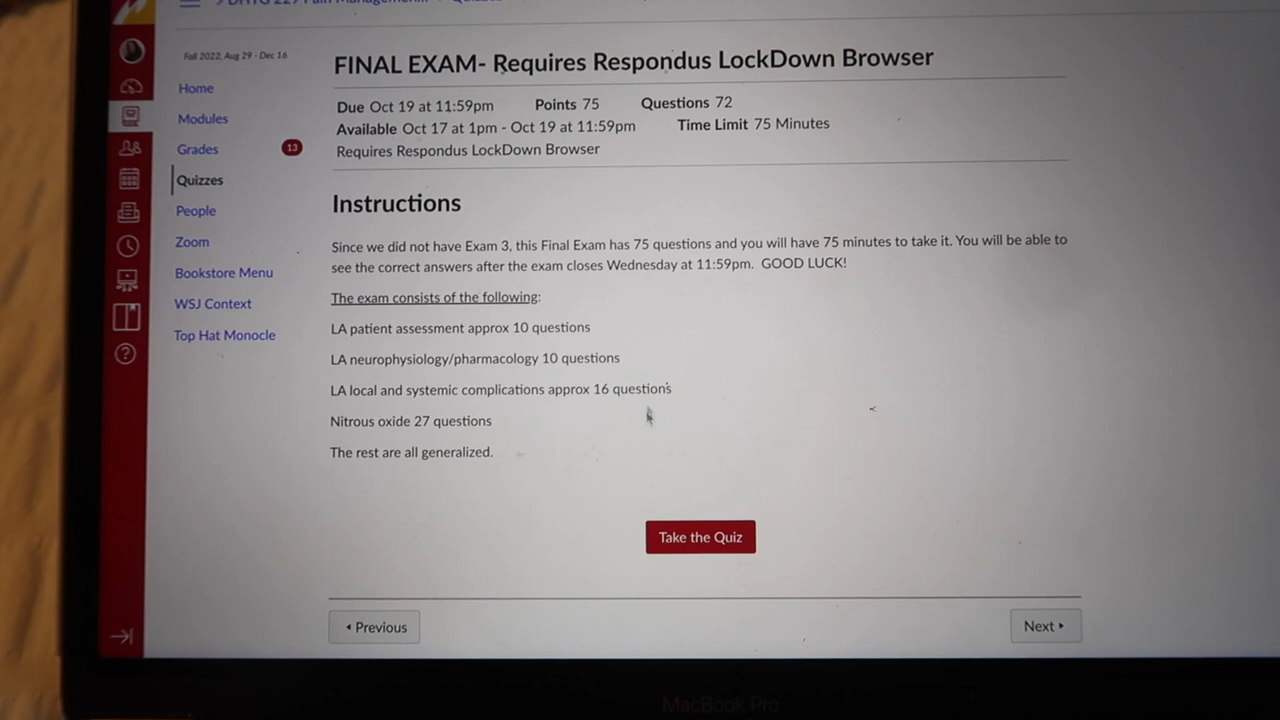 Fall 2022, Aug 29 - Dec 16
Home
Modules
Grades
13
Quizzes
People
Zoom
Bookstore Menu
WSJ Context
Top Hat Monocle
FINAL EXAM- Requires Respondus LockDown Browser
Due Oct 19 at 11:59pm Points 75 Questions 72
Available Oct 17 at 1pm - Oct 19 at 11:59pm Time Limit 75 Minutes
Requires Respondus LockDown Browser
Instructions
Since we did not have Exam 3, this Final Exam has 75 questions and you will have 75 minutes to take it. You will be able to
see the correct answers after the exam closes Wednesday at 11:59pm. GOOD LUCK!
The exam consists of the following:
LA patient assessment approx 10 questions
LA neurophysiology/pharmacology 10 questions
LA local and systemic complications approx 16 questions
Nitrous oxide 27 questions
The rest are all generalized.
Take the Quiz
Previous
Next
MacBook Pro